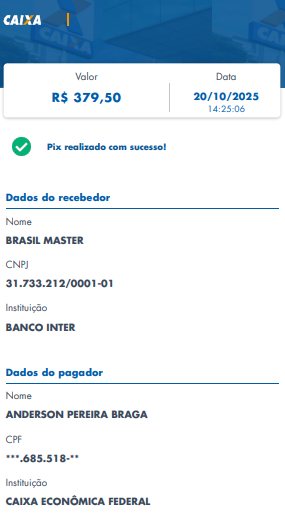 CAIXA
Valor
R$ 379,50
Data
20/10/2025
14:25:06
Pix realizado com sucesso!
Dados do recebedor
Nome
BRASIL MASTER
CNPJ
31.733.212/0001-01
Instituição
BANCO INTER
Dados do pagador
Nome
ANDERSON PEREIRA BRAGA
CPF
***.685.518-**
Instituição
CAIXA ECONÔMICA FEDERAL